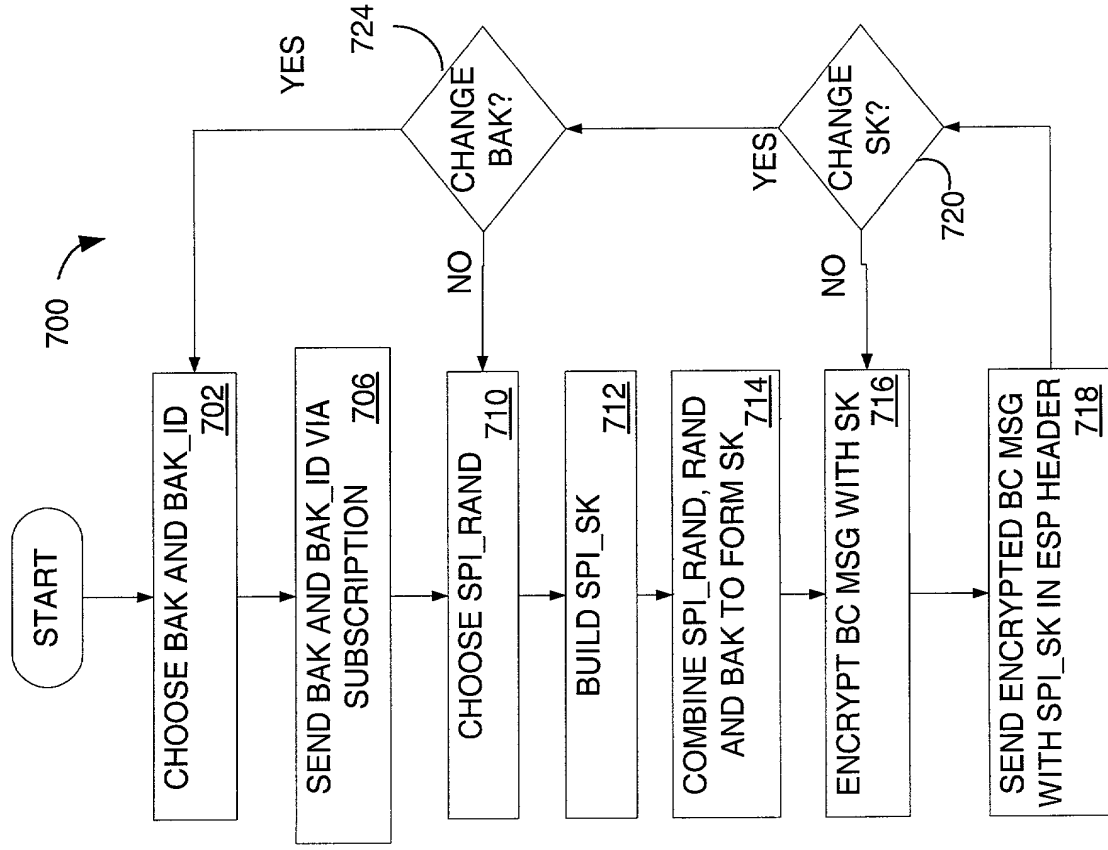 700
START
CHOOSE BAK AND BAK_ID
702
SEND BAK AND BAK_ID VIA
SUBSCRIPTION
706
CHOOSE SPI_RAND
710
BUILD SPI_SK
712
COMBINE SPI_RAND, RAND
AND BAK TO FORM SK
714
ENCRYPT BC MSG WITH SK
716
SEND ENCRYPTED BC MSG
WITH SPI_SK IN ESP HEADER
718
YES
724
CHANGE
BAK?
NO
YES
CHANGE
SK?
720
NO